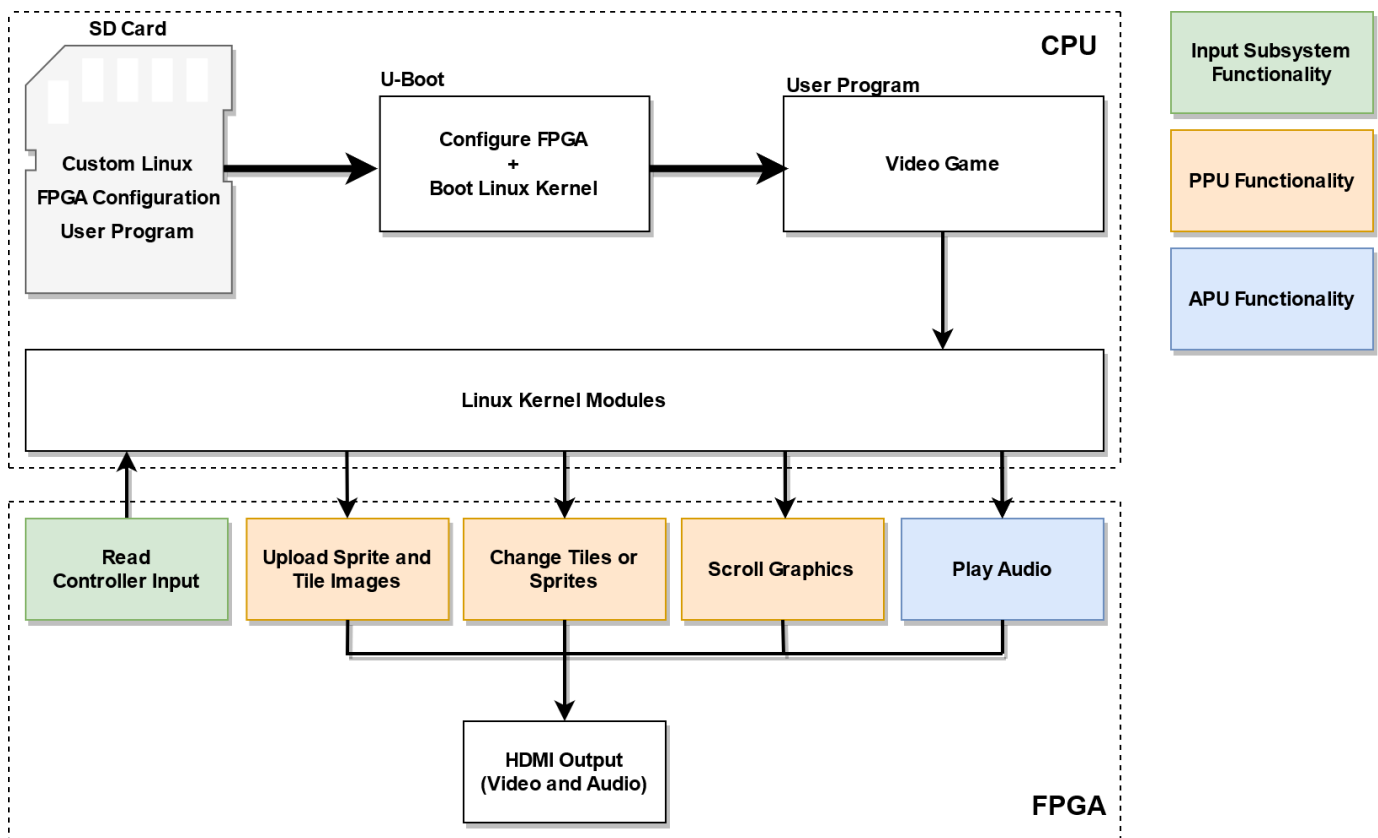 SD Card
CPU
U-Boot
User Program
Custom Linux
FPGA Configuration
User Program
Configure FPGA
+
Boot Linux Kernel
Video Game
Input Subsystem
Functionality
PPU Functionality
APU Functionality
Linux Kernel Modules
Read
Controller Input
Upload Sprite and
Tile Images
Change Tiles or
Sprites
Scroll Graphics
Play Audio
HDMI Output
(Video and Audio)
FPGA